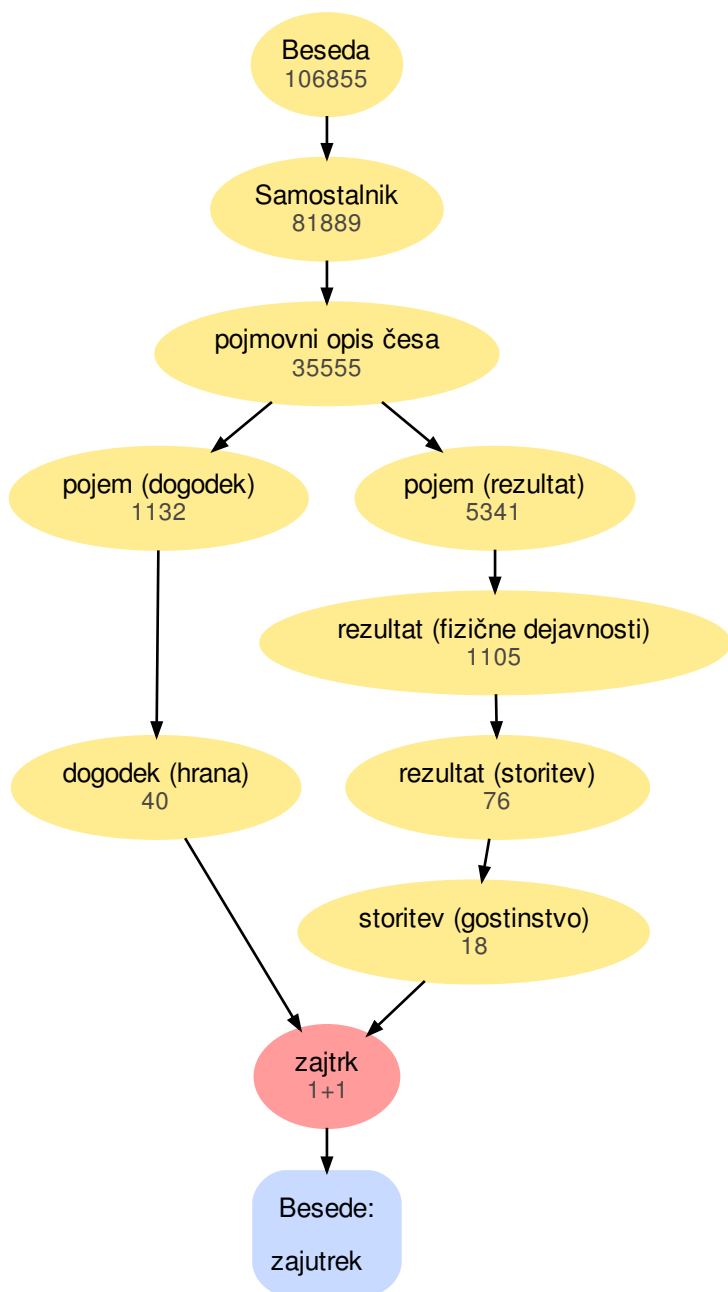 Beseda
106855
Samostalnik
81889
pojmovni opis česa
35555
pojem (dogodek)
1132
pojem (rezultat)
5341
rezultat (fizične dejavnosti)
1105
dogodek (hrana)
40
rezultat (storitev)
76
storitev (gostinstvo)
18
zajtrk
1+1
Besede:
zajutrek